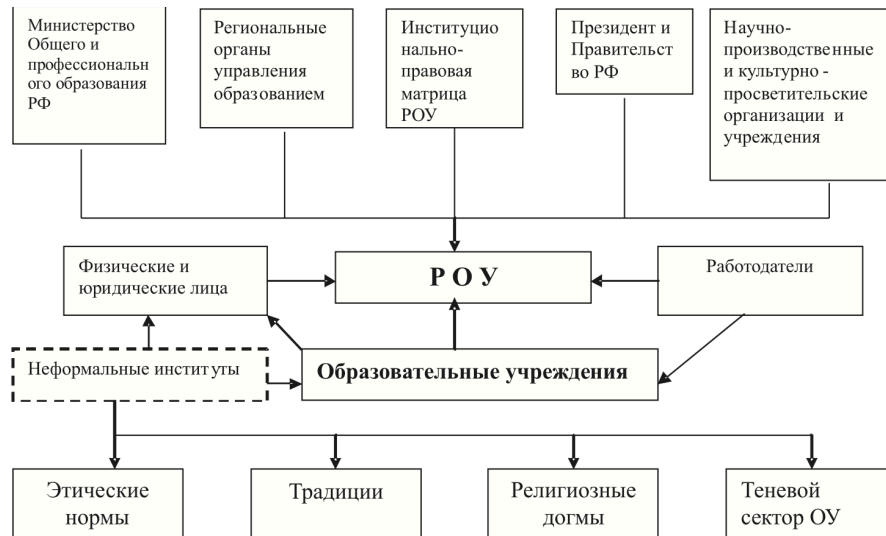 Министерство
Общего и
профессиональн
ого образования
РФ
Региональные
органы
управления
образованием
Институцио
нально-
правовая
матрица
РОУ
Президент и
Правительст
во РФ
Научно-
производственные
и культурно -
просветительские
организации и
учреждения
Физические и
юридические лица
Р О У
Работодатели
Неформальные институты
Образовательные учреждения
Этические
нормы
Традиции
Религиозные
догмы
Теневой
сектор ОУ